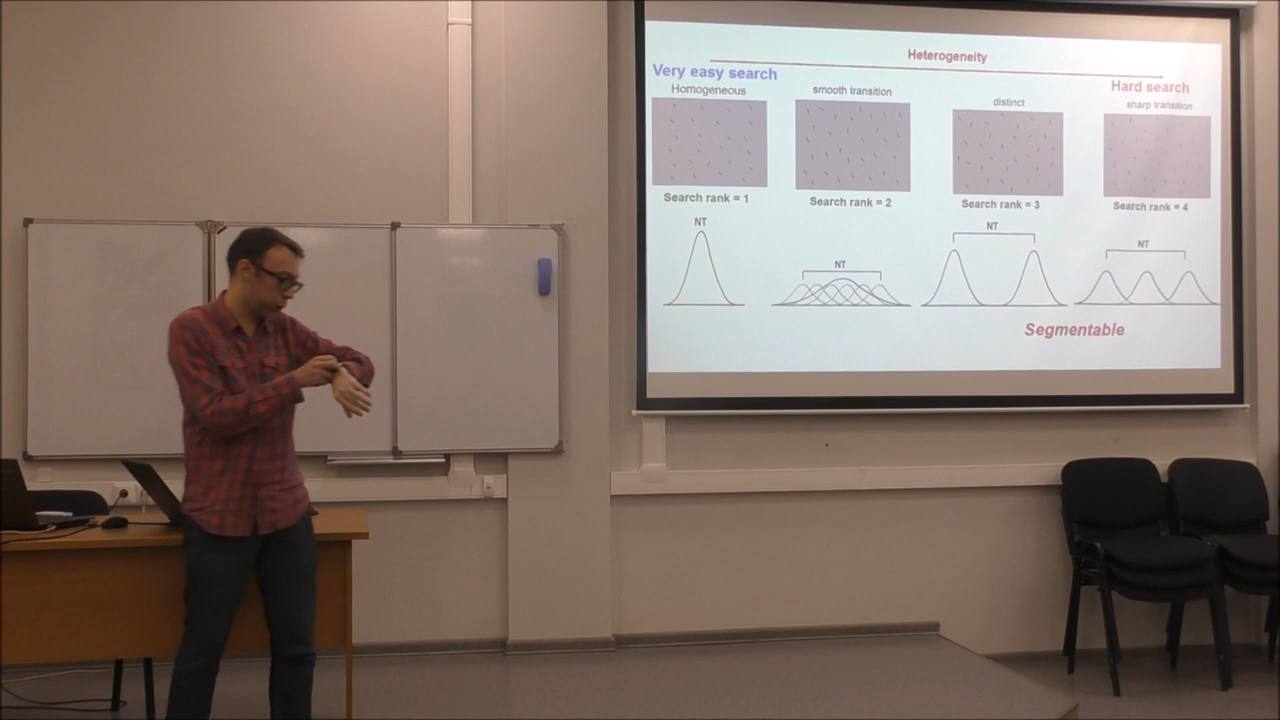 Heterogeneity
Very easy search
Hard search
Homogeneous
smooth transition
distinct
sharp transition
Search rank = 1
Search rank = 2
Search rank = 3
Search rank = 4
NT
NT
NT
NT
Segmentable